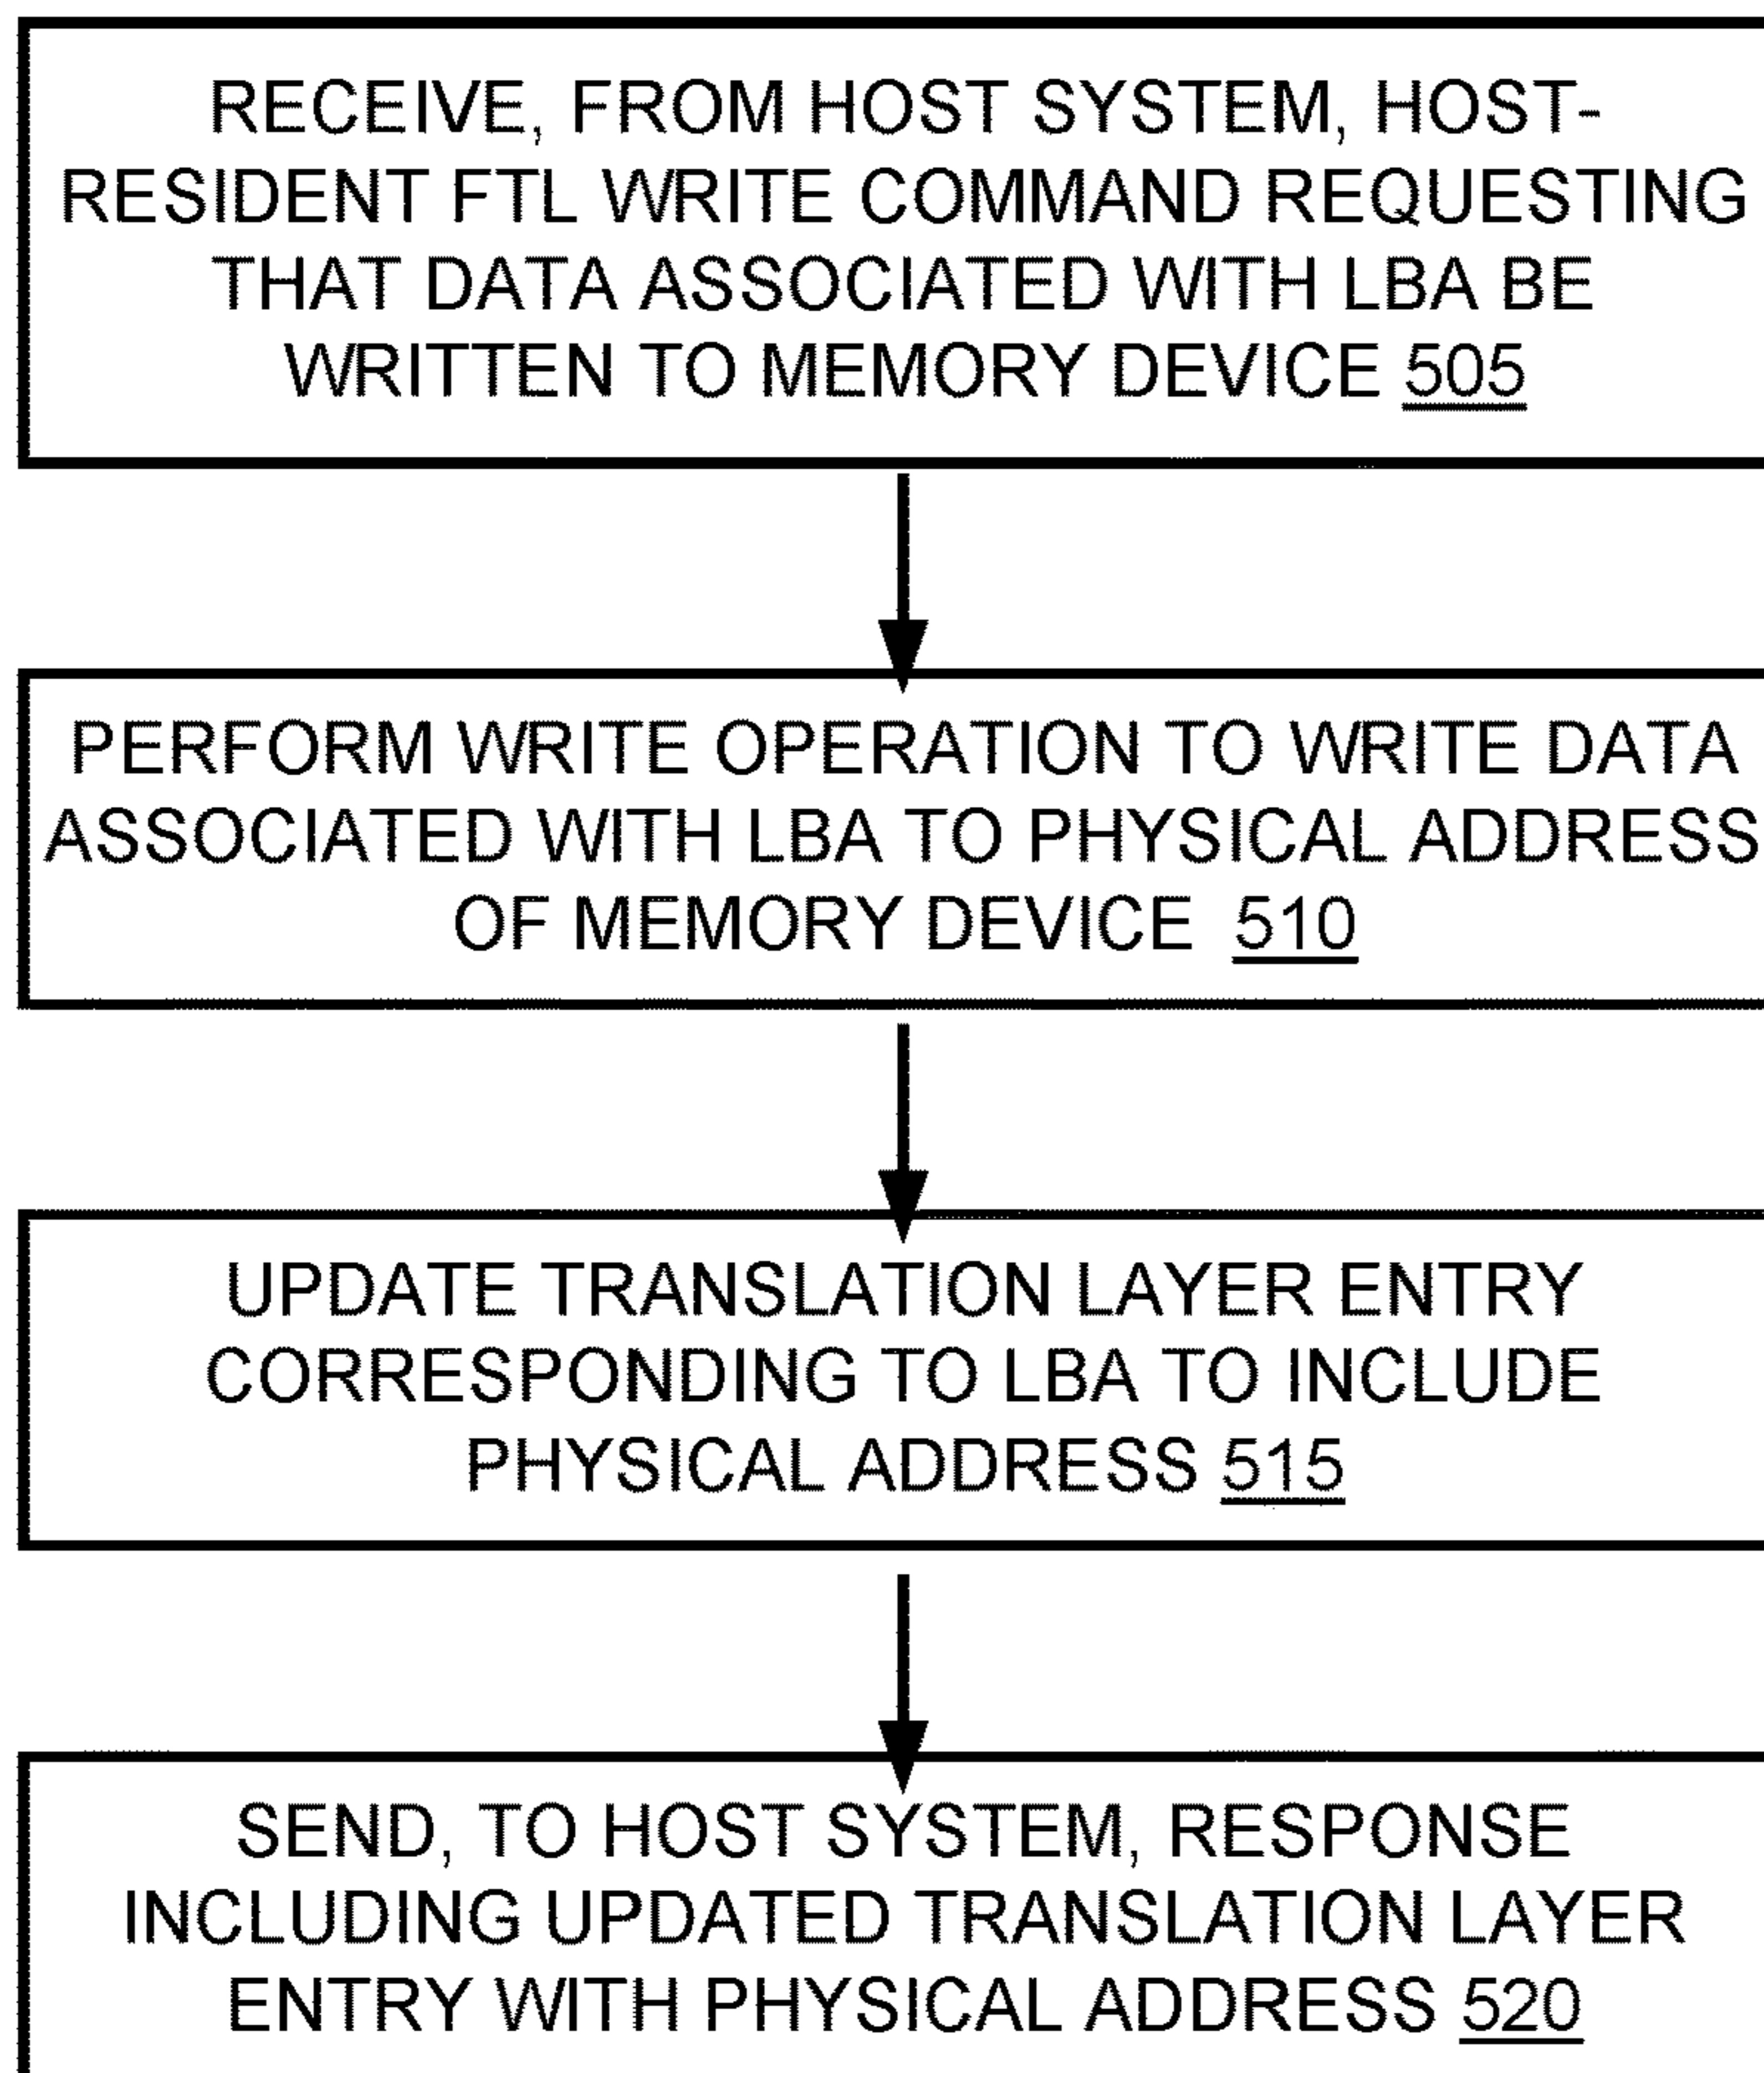 RECEIVE, FROM HOST SYSTEM, HOST-
RESIDENT FTL WRITE COMMAND REQUESTING
THAT DATA ASSOCIATED WITH LBA BE
WRITTEN TO MEMORY DEVICE 505
PERFORM WRITE OPERATION TO WRITE DATA
ASSOCIATED WITH LBA TO PHYSICAL ADDRESS
OF MEMORY DEVICE 510
UPDATE TRANSLATION LAYER ENTRY
CORRESPONDING TO LBA TO INCLUDE
PHYSICAL ADDRESS 515
SEND, TO HOST SYSTEM, RESPONSE
INCLUDING UPDATED TRANSLATION LAYER
ENTRY WITH PHYSICAL ADDRESS 520